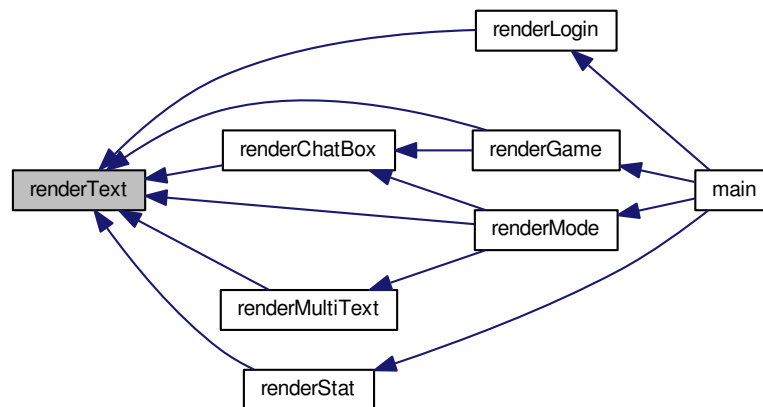 renderLogin
renderChatBox
renderGame
renderText
main
renderMode
renderMultiText
renderStat